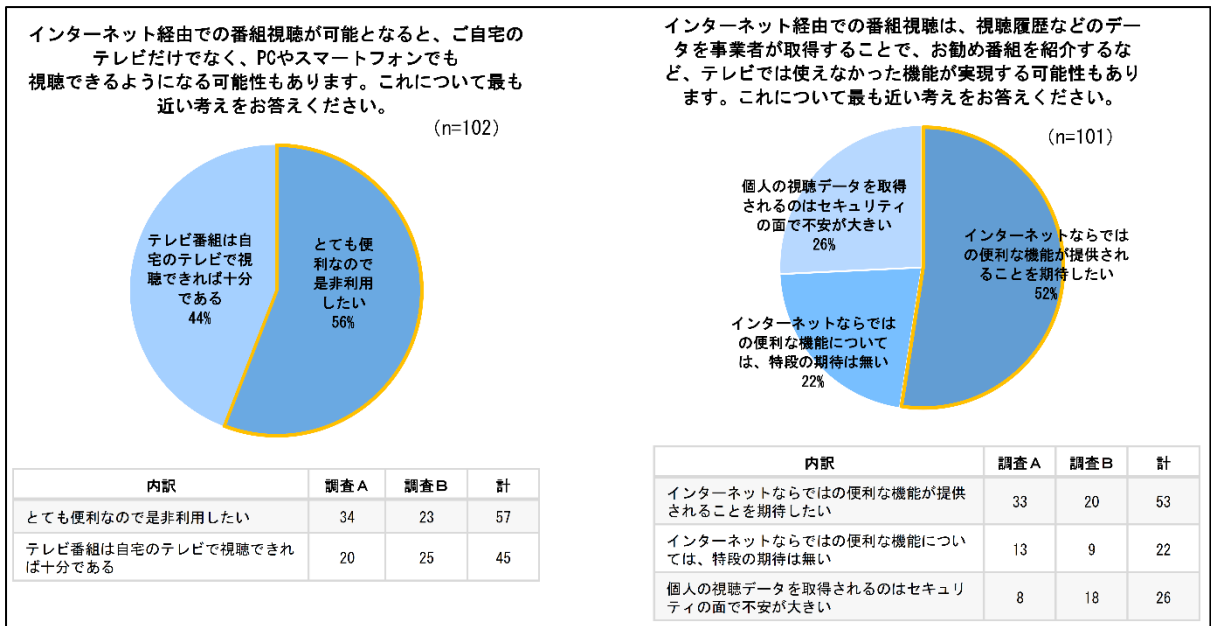 インターネット経由での番組視聴が可能となると、ご自宅の
テレビだけでなく、PCやスマートフォンでも
視聴できるようになる可能性もあります。これについて最も
近い考えをお答えください。
（n=102）
テレビ番組は自
宅のテレビで視
聴できれば十分
である
44%
とても便
利なので
是非利用
したい
56%
内訳 調査A 調査B 計
とても便利なので是非利用したい 34 23 57
テレビ番組は自宅のテレビで視聴できれ
ば十分である 20 25 45
インターネット経由での番組視聴は、視聴履歴などのデー
タを事業者が取得することで、お勧め番組を紹介するな
ど、テレビでは使えなかった機能が実現する可能性もあり
ます。これについて最も近い考えをお答えください。
（n=101）
個人の視聴データを取得
されるのはセキュリティ
の面で不安が大きい
26%
インターネットならでは
の便利な機能が提供され
ることを期待したい
52%
インターネットならでは
の便利な機能について
は、特段の期待は無い
22%
内訳 調査A 調査B 計
インターネットならではの便利な機能が提供
されることを期待したい 33 20 53
インターネットならではの便利な機能につい
ては、特段の期待は無い 13 9 22
個人の視聴データを取得されるのはセキュリ
ティの面で不安が大きい 8 18 26